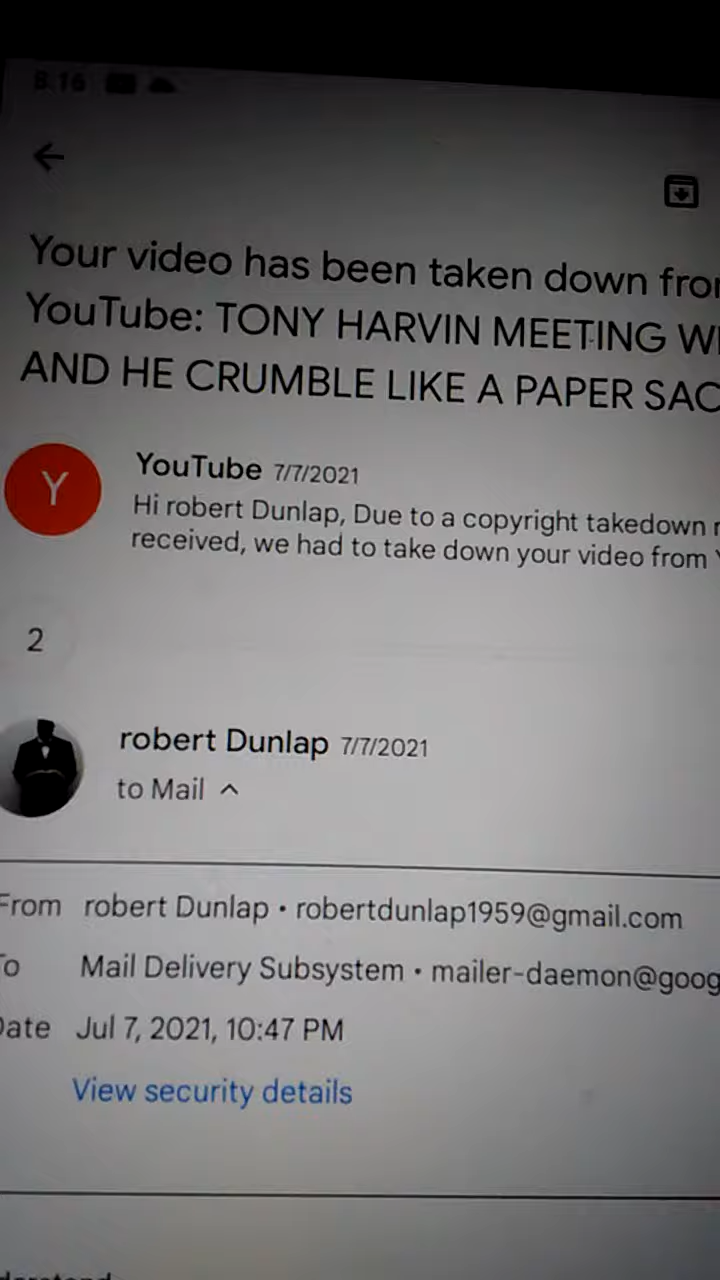 8:16
Your video has been taken down from
YouTube: TONY HARVIN MEETING
AND HE CRUMBLE LIKE A PAPER
Y
YouTube 7/7/2021
Hi robert Dunlap, Due to a copyright takedown
received, we had to take down your video from
2
robert Dunlap 7/7/2021
to Mail
From robert Dunlap • robertdunlap1959@gmail.com
To Mail Delivery Subsystem • mailer-daemon@goog
Date Jul 7, 2021, 10:47 PM
View security details